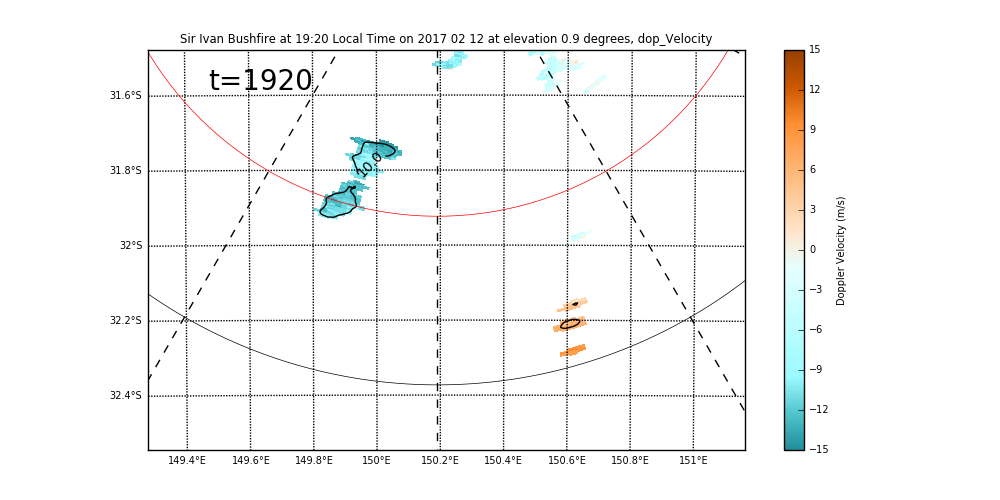 Sir Ivan Bushfire at 19:20 Local Time on 2017 02 12 at elevation 0.9 degrees, dop_Velocity
t=1920
31.6°S
31.8°S
32°S
32.2°S
32.4°S
149.4°E 149.6°E 149.8°E 150°E 150.2°E 150.4°E 150.6°E 150.8°E 151°E
10.0
15
12
9
6
3
0
−3
−6
−9
−12
−15
Doppler Velocity (m/s)